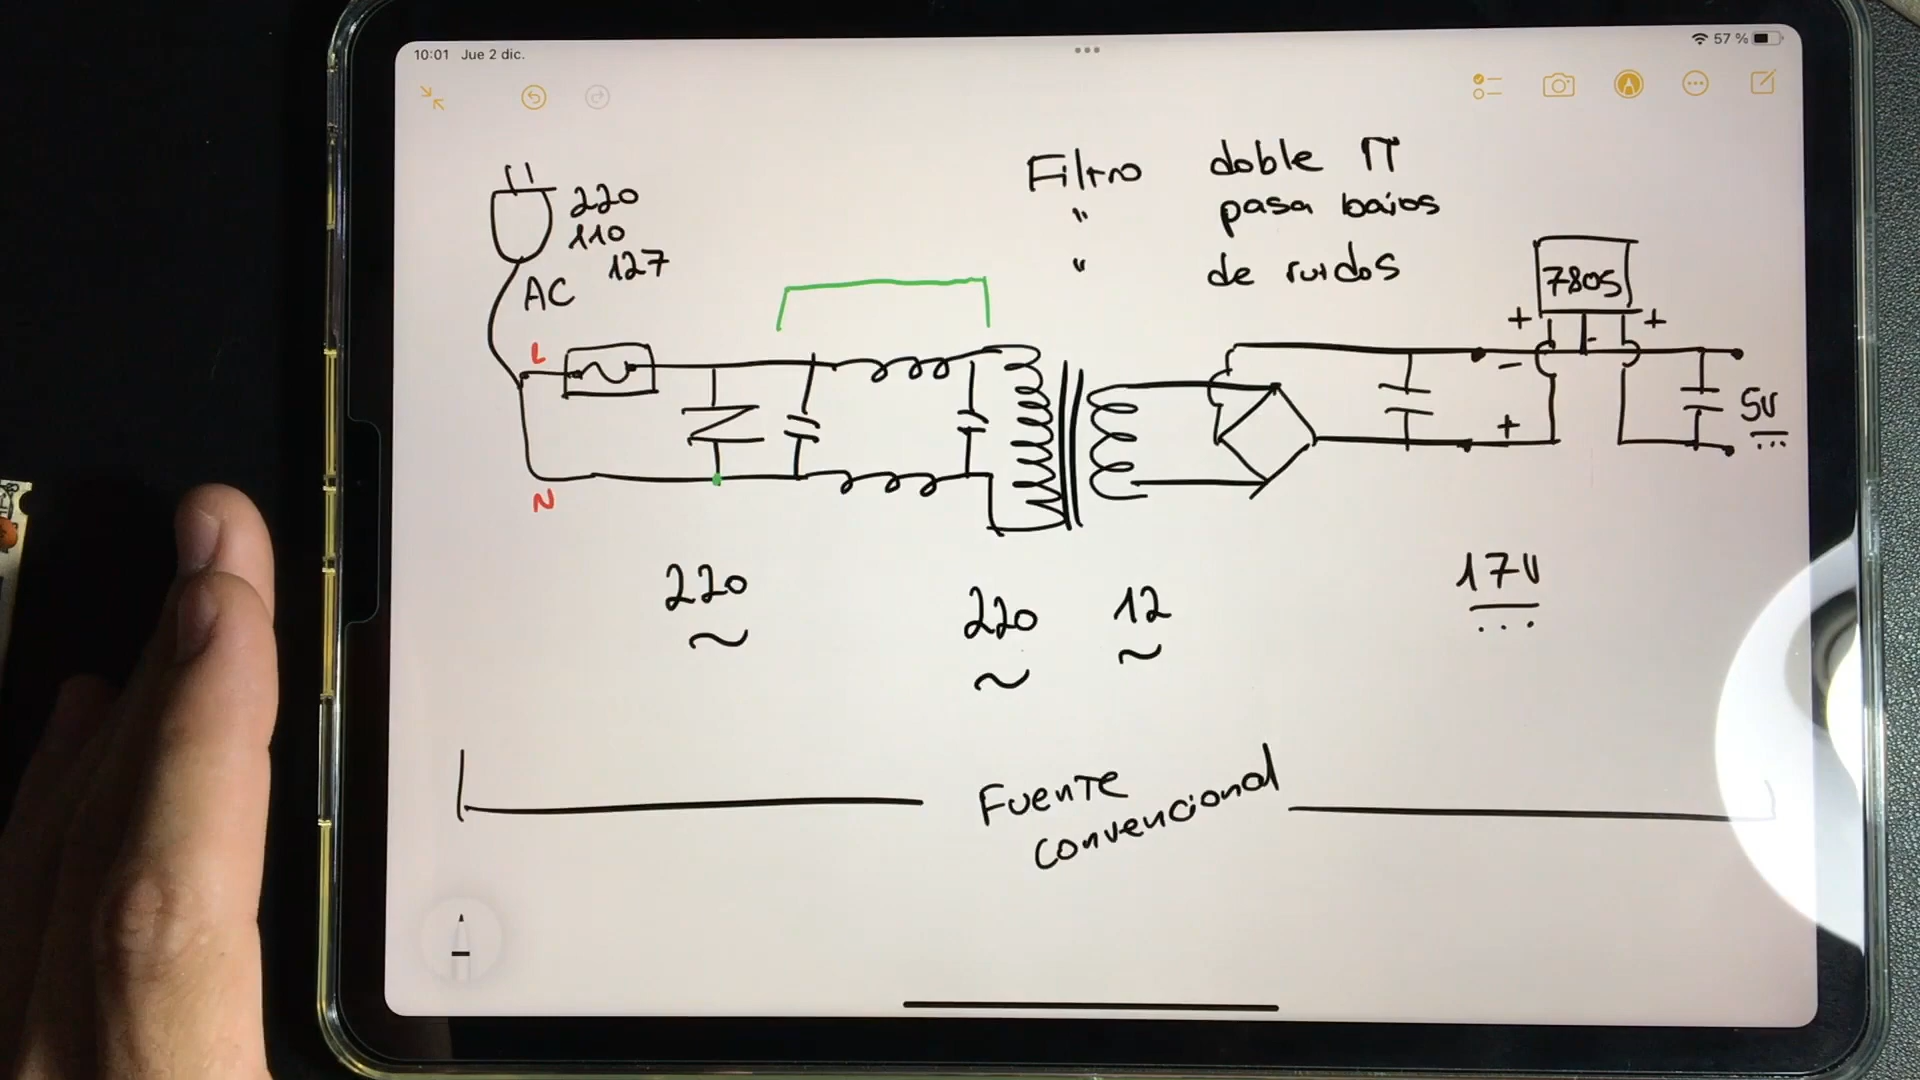 10:01 Jue 2 dic.
57 %
220
110
127
AC
Filtro doble π
" pasa bajos
" de ruidos
7805
+ +
-
-
+
5V
L
N
220
~
220
~
12
~
17V
Fuente
convencional